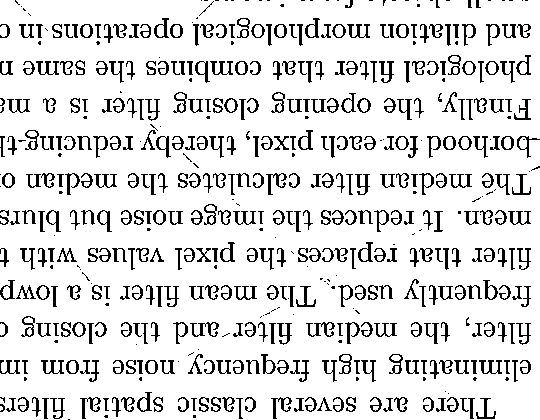 There are several classic spatial filters
eliminating high frequency noise from im
filter, the median filter and the closing o
frequently used. The mean filter is a lowp
filter that replaces the pixel values with t
mean. It reduces the image noise but blurs
The median filter calculates the median o
borhood for each pixel, thereby reducing th
Finally, the opening closing filter is a ma
phological filter that combines the same n
and dilation morphological operations in o